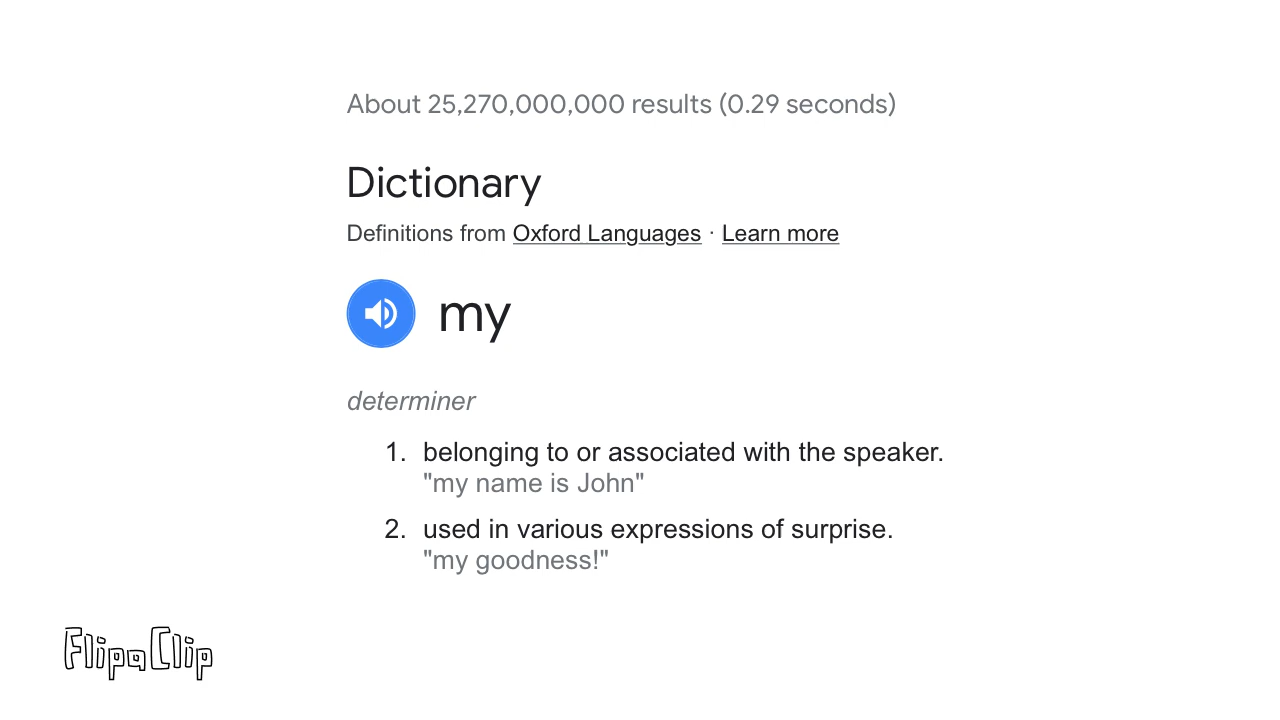 About 25,270,000,000 results (0.29 seconds)
Dictionary
Definitions from Oxford Languages · Learn more
my
determiner
1. belonging to or associated with the speaker.
"my name is John"
2. used in various expressions of surprise.
"my goodness!"
FlipaClip